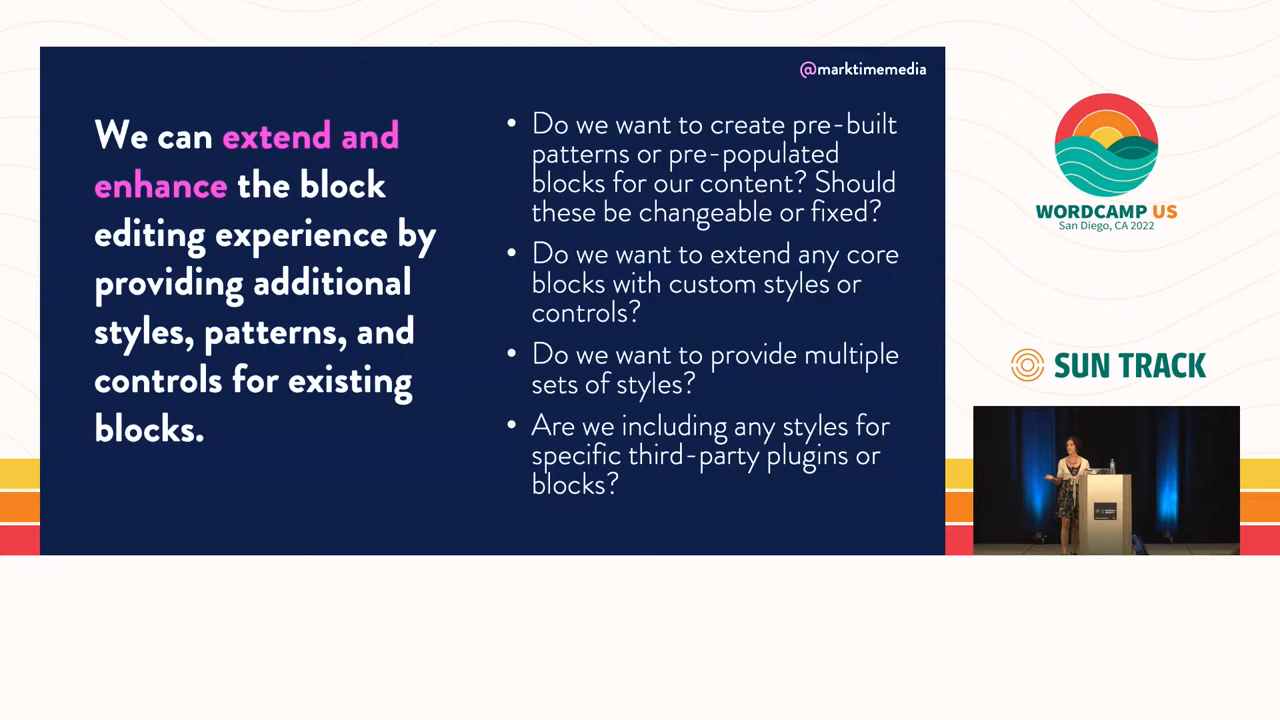 @marktimemedia
We can extend and
enhance the block
editing experience by
providing additional
styles, patterns, and
controls for existing
blocks.
• Do we want to create pre-built
patterns or pre-populated
blocks for our content? Should
these be changeable or fixed?
• Do we want to extend any core
blocks with custom styles or
controls?
• Do we want to provide multiple
sets of styles?
• Are we including any styles for
specific third-party plugins or
blocks?
WORDCAMP US
San Diego, CA 2022
SUN TRACK